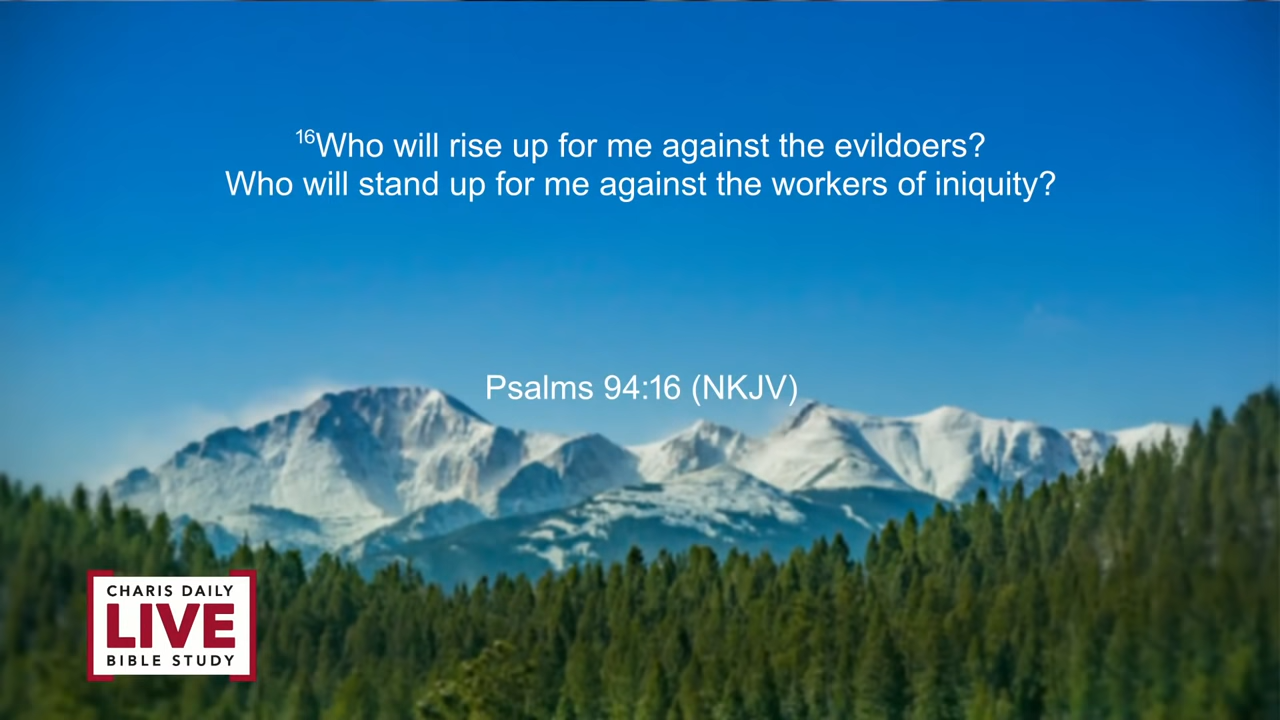 16Who will rise up for me against the evildoers?
Who will stand up for me against the workers of iniquity?
Psalms 94:16 (NKJV)
CHARIS DAILY
LIVE
BIBLE STUDY